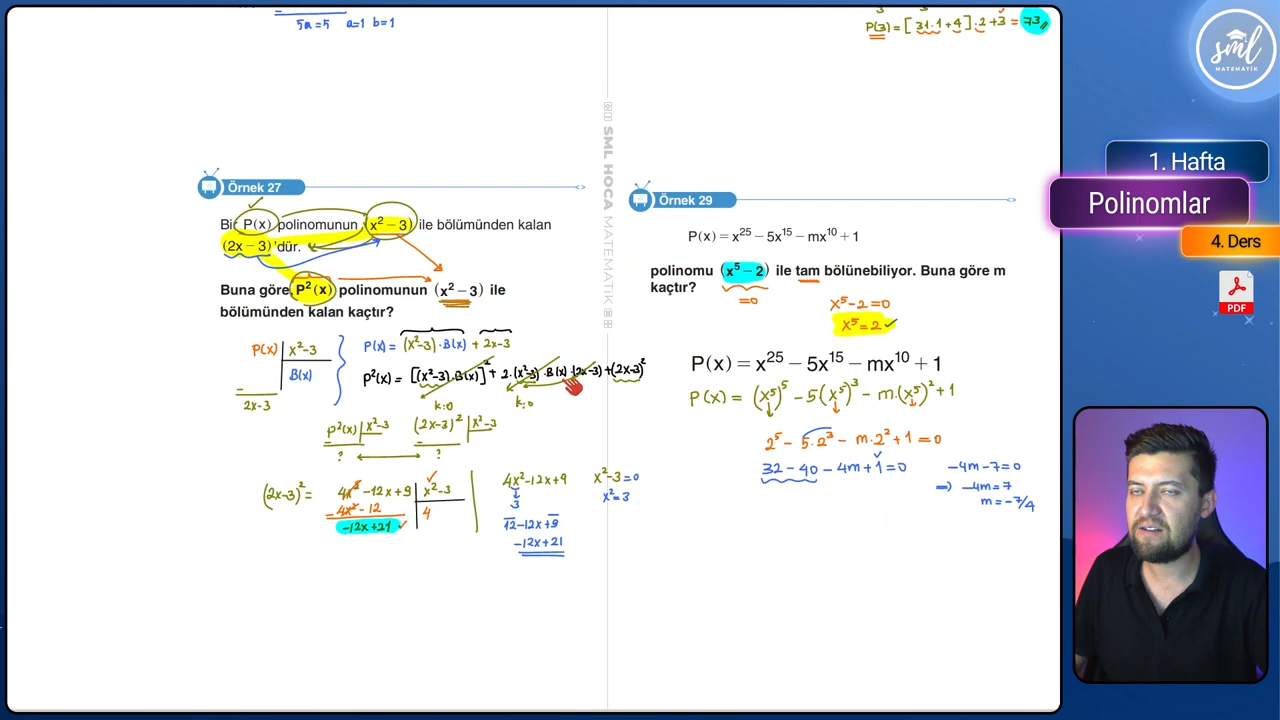 5a=5 a=1 b=1
P(3) = [31·1+4]·2+3 = 73
sml
MATEMATİK
1. Hafta
Polinomlar
4. Ders
PDF
SML HOCA MATEMATİK
Örnek 27
Bir P(x) polinomunun (x² − 3) ile bölümünden kalan
(2x − 3) 'dür.
Buna göre, P²(x) polinomunun (x² − 3) ile
bölümünden kalan kaçtır?
P(x) | x²-3
B(x)
2x-3
P(x) = (x²-3)·B(x) + 2x-3
P²(x) = [(x²-3)·B(x)]² + 2·(x²-3)·B(x)·(2x-3)+(2x-3)²
k:0 k:0
P²(x) | x²-3 (2x-3)² | x²-3
? ?
(2x-3)² = 4x²-12x+9 | x²-3
4x²-12 4
-12x+21
4x²-12x+9 x²-3=0
3 x²=3
12-12x+9
-12x+21
Örnek 29
P(x) = x²⁵ − 5x¹⁵ − mx¹⁰ + 1
polinomu (x⁵ − 2) ile tam bölünebiliyor. Buna göre m
kaçtır?
=0
x⁵-2=0
x⁵=2
P(x) = x²⁵ − 5x¹⁵ − mx¹⁰ + 1
P(x) = (x⁵)⁵ - 5(x⁵)³ - m·(x⁵)² + 1
2⁵ - 5·2³ - m·2² + 1 = 0
32 - 40 - 4m + 1 = 0
-4m-7=0
⇒ -4m=7
m=-7/4